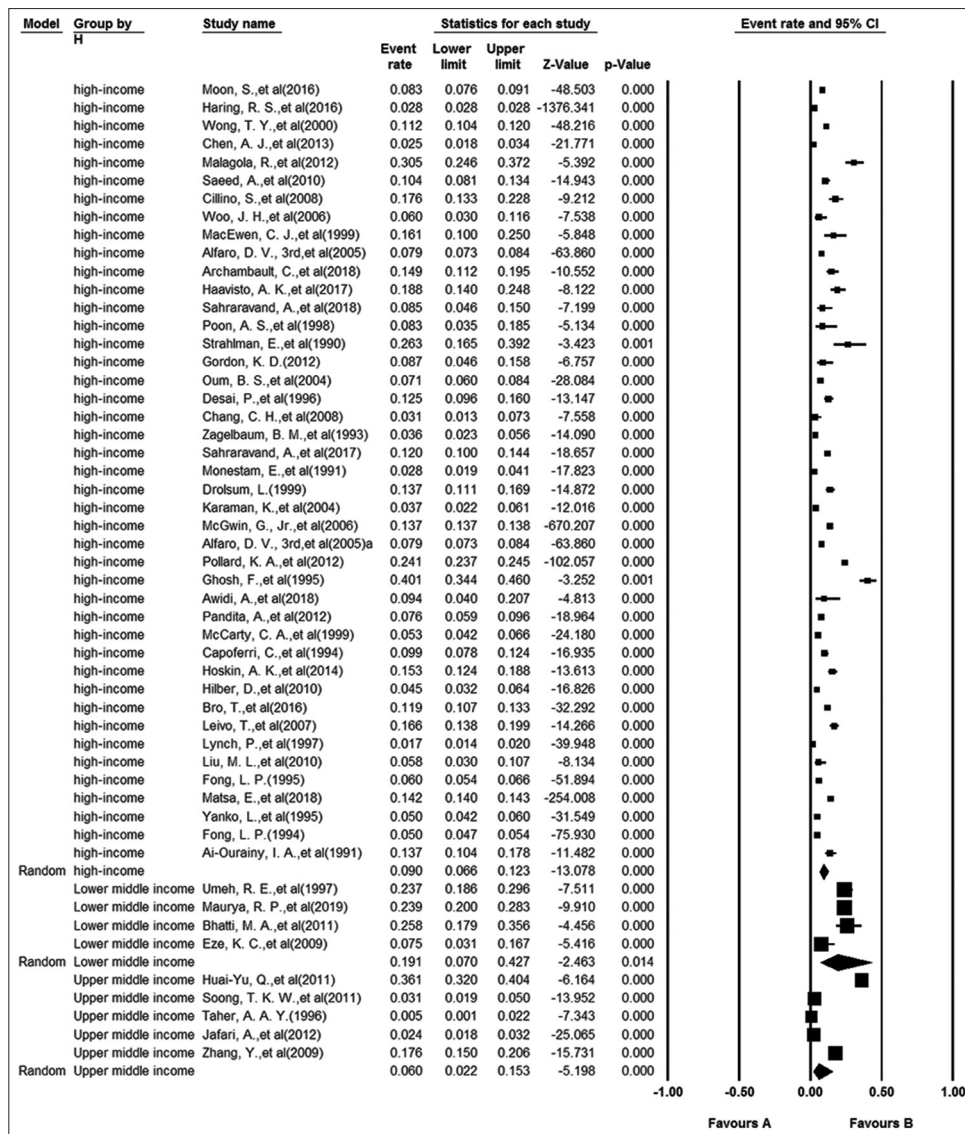 Model Group by H Study name Statistics for each study Event rate and 95% CI
Event rate Lower limit Upper limit Z-Value p-Value
high-income Moon, S.,et al(2016) 0.083 0.076 0.091 -48.503 0.000
high-income Haring, R. S.,et al(2016) 0.028 0.028 0.028 -1376.341 0.000
high-income Wong, T. Y.,et al(2000) 0.112 0.104 0.120 -48.216 0.000
high-income Chen, A. J.,et al(2013) 0.025 0.018 0.034 -21.771 0.000
high-income Malagola, R.,et al(2012) 0.305 0.246 0.372 -5.392 0.000
high-income Saeed, A.,et al(2010) 0.104 0.081 0.134 -14.943 0.000
high-income Cillino, S.,et al(2008) 0.176 0.133 0.228 -9.212 0.000
high-income Woo, J. H.,et al(2006) 0.060 0.030 0.116 -7.538 0.000
high-income MacEwen, C. J.,et al(1999) 0.161 0.100 0.250 -5.848 0.000
high-income Alfaro, D. V., 3rd,et al(2005) 0.079 0.073 0.084 -63.860 0.000
high-income Archambault, C.,et al(2018) 0.149 0.112 0.195 -10.552 0.000
high-income Haavisto, A. K.,et al(2017) 0.188 0.140 0.248 -8.122 0.000
high-income Sahraravand, A.,et al(2018) 0.085 0.046 0.150 -7.199 0.000
high-income Poon, A. S.,et al(1998) 0.083 0.035 0.185 -5.134 0.000
high-income Strahlman, E.,et al(1990) 0.263 0.165 0.392 -3.423 0.001
high-income Gordon, K. D.(2012) 0.087 0.046 0.158 -6.757 0.000
high-income Oum, B. S.,et al(2004) 0.071 0.060 0.084 -28.084 0.000
high-income Desai, P.,et al(1996) 0.125 0.096 0.160 -13.147 0.000
high-income Chang, C. H.,et al(2008) 0.031 0.013 0.073 -7.558 0.000
high-income Zagelbaum, B. M.,et al(1993) 0.036 0.023 0.056 -14.090 0.000
high-income Sahraravand, A.,et al(2017) 0.120 0.100 0.144 -18.657 0.000
high-income Monestam, E.,et al(1991) 0.028 0.019 0.041 -17.823 0.000
high-income Drolsum, L.(1999) 0.137 0.111 0.169 -14.872 0.000
high-income Karaman, K.,et al(2004) 0.037 0.022 0.061 -12.016 0.000
high-income McGwin, G., Jr.,et al(2006) 0.137 0.137 0.138 -670.207 0.000
high-income Alfaro, D. V., 3rd,et al(2005)a 0.079 0.073 0.084 -63.860 0.000
high-income Pollard, K. A.,et al(2012) 0.241 0.237 0.245 -102.057 0.000
high-income Ghosh, F.,et al(1995) 0.401 0.344 0.460 -3.252 0.001
high-income Awidi, A.,et al(2018) 0.094 0.040 0.207 -4.813 0.000
high-income Pandita, A.,et al(2012) 0.076 0.059 0.096 -18.964 0.000
high-income McCarty, C. A.,et al(1999) 0.053 0.042 0.066 -24.180 0.000
high-income Capoferri, C.,et al(1994) 0.099 0.078 0.124 -16.935 0.000
high-income Hoskin, A. K.,et al(2014) 0.153 0.124 0.188 -13.613 0.000
high-income Hilber, D.,et al(2010) 0.045 0.032 0.064 -16.826 0.000
high-income Bro, T.,et al(2016) 0.119 0.107 0.133 -32.292 0.000
high-income Leivo, T.,et al(2007) 0.166 0.138 0.199 -14.266 0.000
high-income Lynch, P.,et al(1997) 0.017 0.014 0.020 -39.948 0.000
high-income Liu, M. L.,et al(2010) 0.058 0.030 0.107 -8.134 0.000
high-income Fong, L. P.(1995) 0.060 0.054 0.066 -51.894 0.000
high-income Matsa, E.,et al(2018) 0.142 0.140 0.143 -254.008 0.000
high-income Yanko, L.,et al(1995) 0.050 0.042 0.060 -31.549 0.000
high-income Fong, L. P.(1994) 0.050 0.047 0.054 -75.930 0.000
high-income Ai-Ourainy, I. A.,et al(1991) 0.137 0.104 0.178 -11.482 0.000
Random high-income 0.090 0.066 0.123 -13.078 0.000
Lower middle income Umeh, R. E.,et al(1997) 0.237 0.186 0.296 -7.511 0.000
Lower middle income Maurya, R. P.,et al(2019) 0.239 0.200 0.283 -9.910 0.000
Lower middle income Bhatti, M. A.,et al(2011) 0.258 0.179 0.356 -4.456 0.000
Lower middle income Eze, K. C.,et al(2009) 0.075 0.031 0.167 -5.416 0.000
Random Lower middle income 0.191 0.070 0.427 -2.463 0.014
Upper middle income Huai-Yu, Q.,et al(2011) 0.361 0.320 0.404 -6.164 0.000
Upper middle income Soong, T. K. W.,et al(2011) 0.031 0.019 0.050 -13.952 0.000
Upper middle income Taher, A. A. Y.(1996) 0.005 0.001 0.022 -7.343 0.000
Upper middle income Jafari, A.,et al(2012) 0.024 0.018 0.032 -25.065 0.000
Upper middle income Zhang, Y.,et al(2009) 0.176 0.150 0.206 -15.731 0.000
Random Upper middle income 0.060 0.022 0.153 -5.198 0.000
-1.00 -0.50 0.00 0.50 1.00
Favours A Favours B